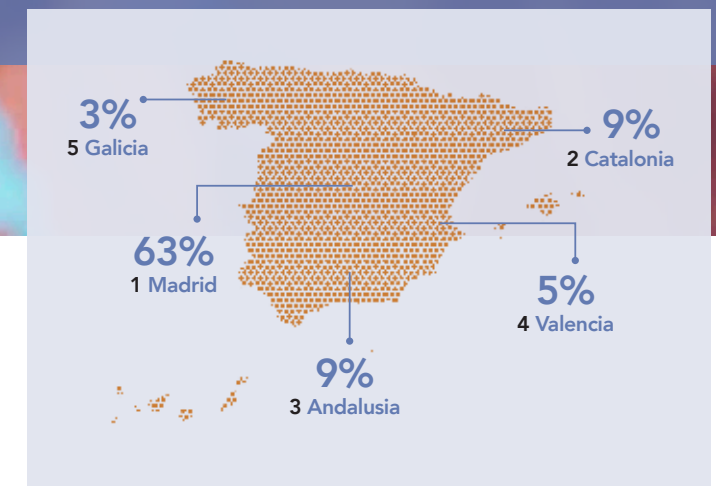 3%
5 Galicia
9%
2 Catalonia
63%
1 Madrid
5%
4 Valencia
9%
3 Andalusia